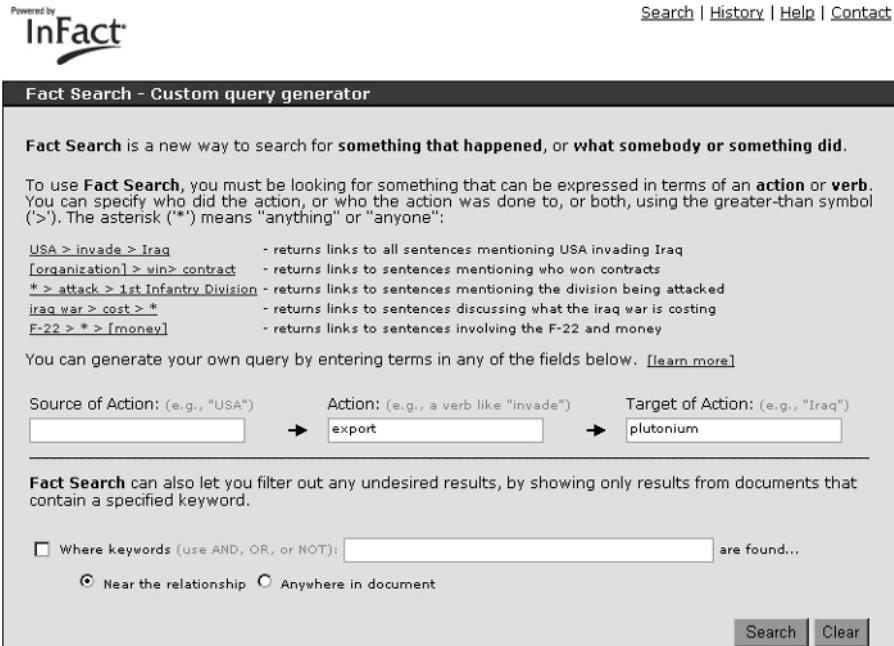 Powered by
InFact
Search | History | Help | Contact
Fact Search - Custom query generator
Fact Search is a new way to search for something that happened, or what somebody or something did.
To use Fact Search, you must be looking for something that can be expressed in terms of an action or verb.
You can specify who did the action, or who the action was done to, or both, using the greater-than symbol
('>'). The asterisk ('*') means "anything" or "anyone":
USA > invade > Iraq - returns links to all sentences mentioning USA invading Iraq
[organization] > win> contract - returns links to sentences mentioning who won contracts
* > attack > 1st Infantry Division - returns links to sentences mentioning the division being attacked
iraq war > cost > * - returns links to sentences discussing what the iraq war is costing
F-22 > * > [money] - returns links to sentences involving the F-22 and money
You can generate your own query by entering terms in any of the fields below. [learn more]
Source of Action: (e.g., "USA") Action: (e.g., a verb like "invade") Target of Action: (e.g., "Iraq")
export plutonium
Fact Search can also let you filter out any undesired results, by showing only results from documents that
contain a specified keyword.
Where keywords (use AND, OR, or NOT): are found...
Near the relationship Anywhere in document
Search Clear